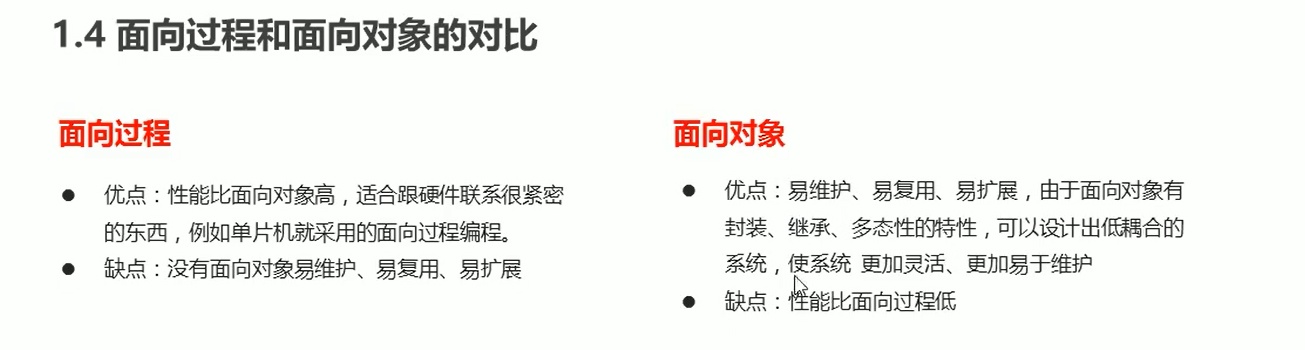 1.4 面向过程和面向对象的对比
面向过程
● 优点：性能比面向对象高，适合跟硬件联系很紧密
的东西，例如单片机就采用的面向过程编程。
● 缺点：没有面向对象易维护、易复用、易扩展
面向对象
● 优点：易维护、易复用、易扩展，由于面向对象有
封装、继承、多态性的特性，可以设计出低耦合的
系统，使系统 更加灵活、更加易于维护
● 缺点：性能比面向过程低